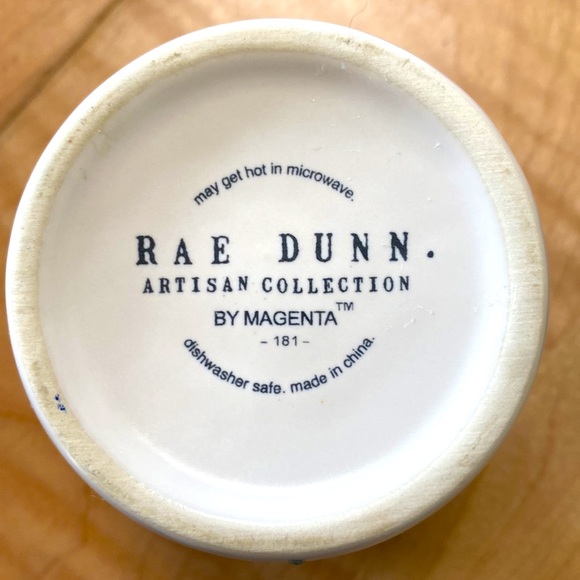 may get hot in microwave.
RAE DUNN.
ARTISAN COLLECTION
BY MAGENTA™
- 181 -
dishwasher safe. made in china.